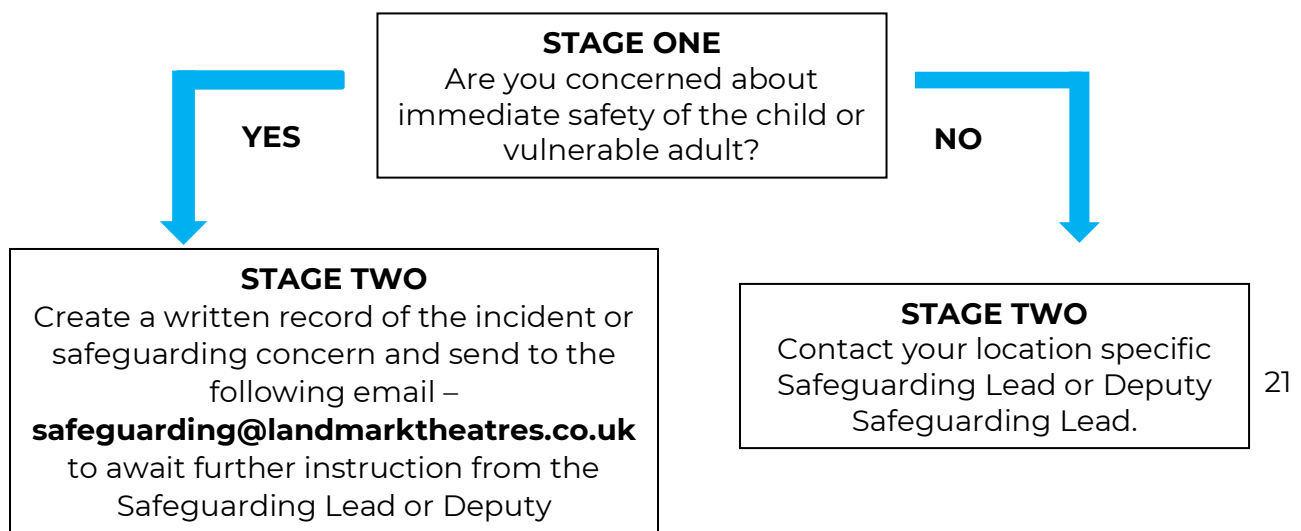 STAGE ONE
Are you concerned about
immediate safety of the child or
vulnerable adult?
YES
NO
STAGE TWO
Create a written record of the incident or
safeguarding concern and send to the
following email –
safeguarding@landmarktheatres.co.uk
to await further instruction from the
Safeguarding Lead or Deputy
STAGE TWO
Contact your location specific
Safeguarding Lead or Deputy
Safeguarding Lead.
21